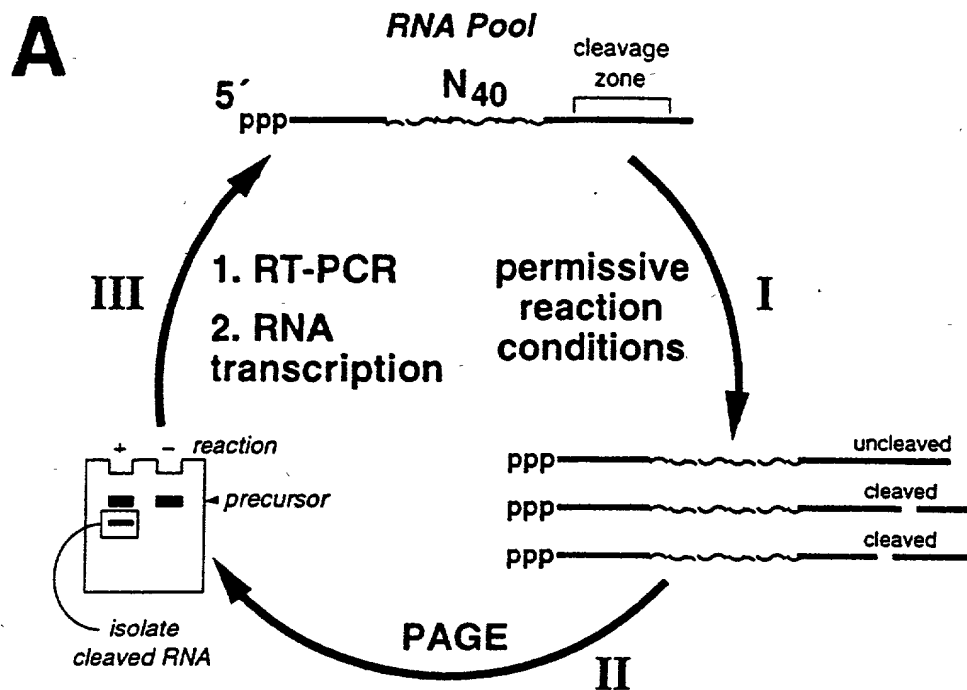 A
RNA Pool
cleavage
zone
5′
N40
ppp
III
1. RT-PCR
2. RNA
transcription
permissive
reaction
conditions
I
+ − reaction
precursor
isolate
cleaved RNA
uncleaved
ppp
cleaved
ppp
cleaved
ppp
PAGE
II